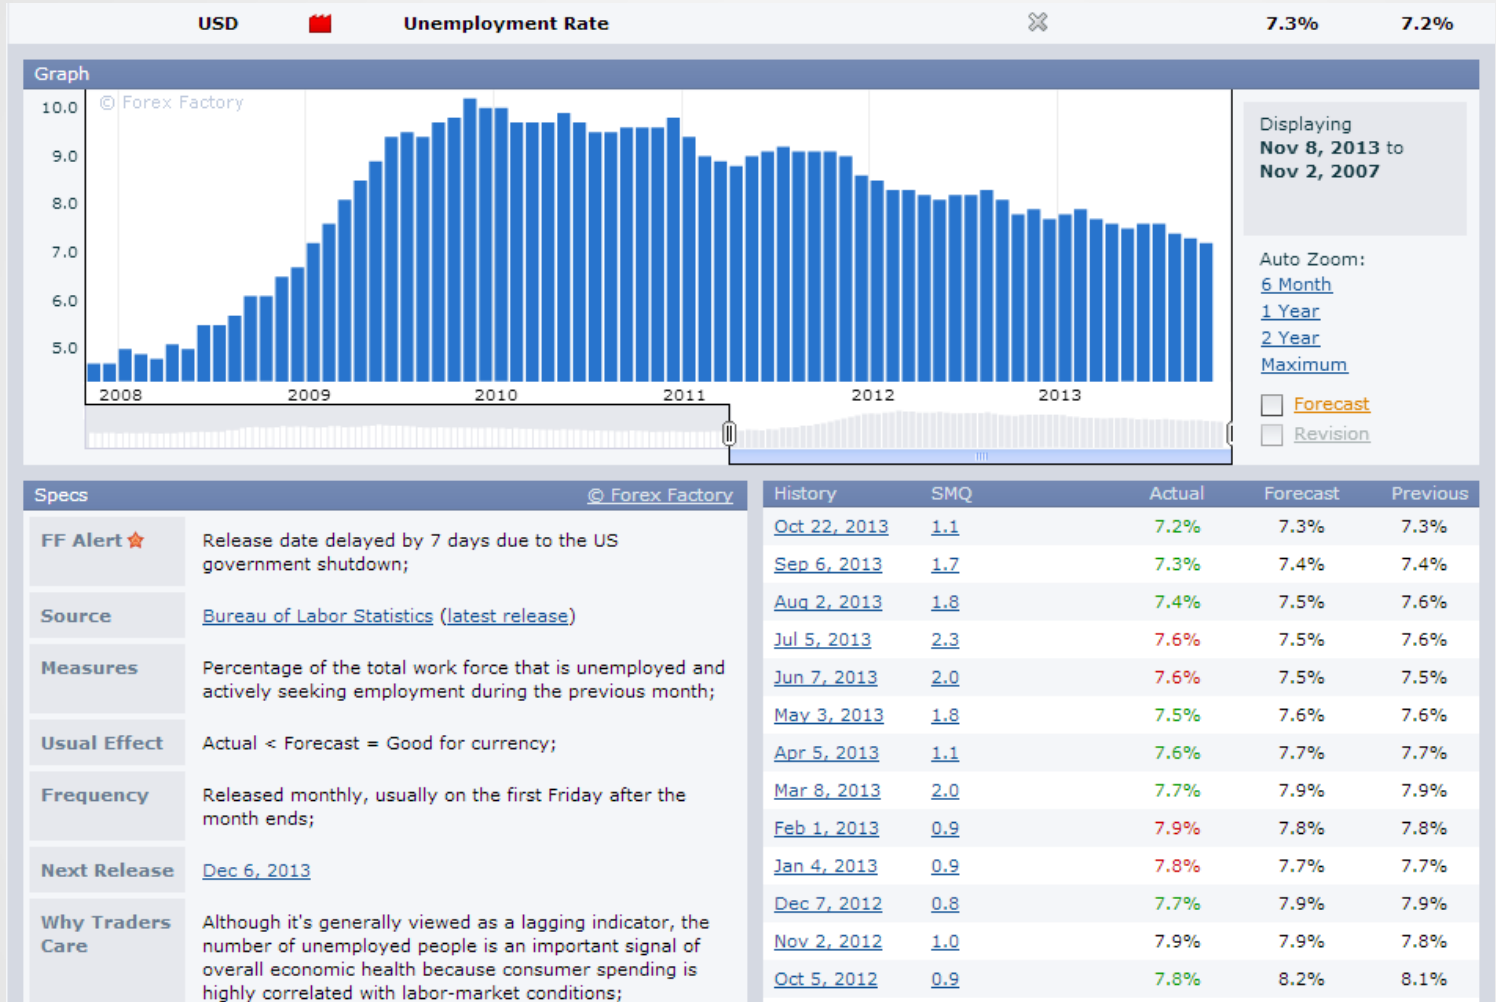 USD Unemployment Rate 7.3% 7.2%
Graph
© Forex Factory
10.0
9.0
8.0
7.0
6.0
5.0
2008 2009 2010 2011 2012 2013
Displaying
Nov 8, 2013 to
Nov 2, 2007
Auto Zoom:
6 Month
1 Year
2 Year
Maximum
Forecast
Revision
Specs © Forex Factory
FF Alert Release date delayed by 7 days due to the US
government shutdown;
Source Bureau of Labor Statistics (latest release)
Measures Percentage of the total work force that is unemployed and
actively seeking employment during the previous month;
Usual Effect Actual < Forecast = Good for currency;
Frequency Released monthly, usually on the first Friday after the
month ends;
Next Release Dec 6, 2013
Why Traders Although it's generally viewed as a lagging indicator, the
Care number of unemployed people is an important signal of
overall economic health because consumer spending is
highly correlated with labor-market conditions;
History SMQ Actual Forecast Previous
Oct 22, 2013 1.1 7.2% 7.3% 7.3%
Sep 6, 2013 1.7 7.3% 7.4% 7.4%
Aug 2, 2013 1.8 7.4% 7.5% 7.6%
Jul 5, 2013 2.3 7.6% 7.5% 7.6%
Jun 7, 2013 2.0 7.6% 7.5% 7.5%
May 3, 2013 1.8 7.5% 7.6% 7.6%
Apr 5, 2013 1.1 7.6% 7.7% 7.7%
Mar 8, 2013 2.0 7.7% 7.9% 7.9%
Feb 1, 2013 0.9 7.9% 7.8% 7.8%
Jan 4, 2013 0.9 7.8% 7.7% 7.7%
Dec 7, 2012 0.8 7.7% 7.9% 7.9%
Nov 2, 2012 1.0 7.9% 7.9% 7.8%
Oct 5, 2012 0.9 7.8% 8.2% 8.1%